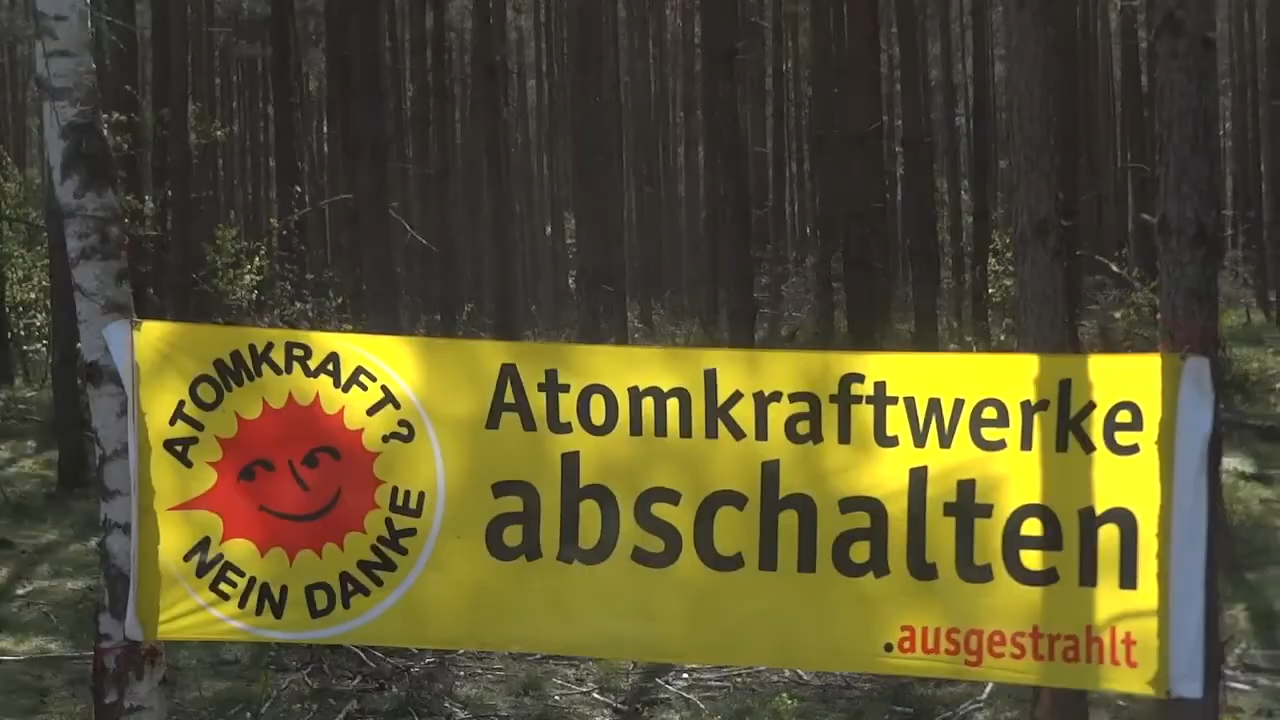 ATOMKRAFT?
NEIN DANKE
Atomkraftwerke
abschalten
.ausgestrahlt